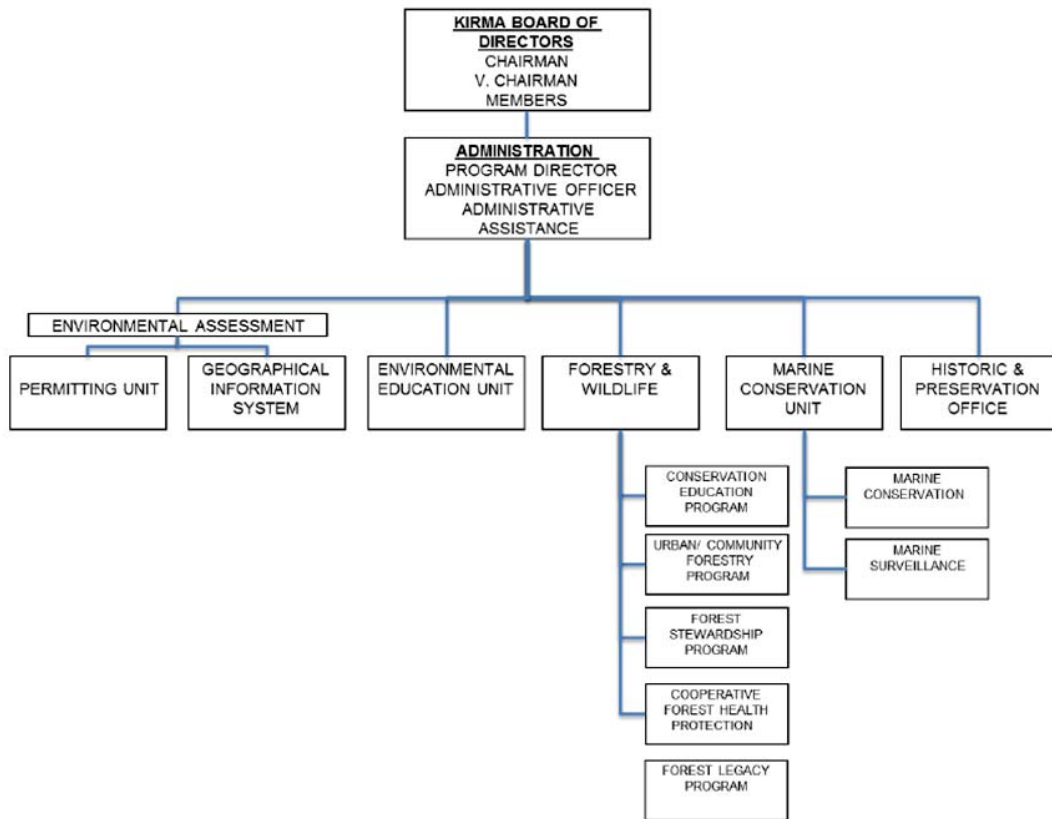 KIRMA BOARD OF
DIRECTORS
CHAIRMAN
V. CHAIRMAN
MEMBERS
ADMINISTRATION
PROGRAM DIRECTOR
ADMINISTRATIVE OFFICER
ADMINISTRATIVE
ASSISTANCE
ENVIRONMENTAL ASSESSMENT
PERMITTING UNIT
GEOGRAPHICAL
INFORMATION
SYSTEM
ENVIRONMENTAL
EDUCATION UNIT
FORESTRY &
WILDLIFE
MARINE
CONSERVATION
UNIT
HISTORIC &
PRESERVATION
OFFICE
CONSERVATION
EDUCATION
PROGRAM
URBAN/ COMMUNITY
FORESTRY
PROGRAM
FOREST
STEWARDSHIP
PROGRAM
COOPERATIVE
FOREST HEALTH
PROTECTION
FOREST LEGACY
PROGRAM
MARINE
CONSERVATION
MARINE
SURVEILLANCE